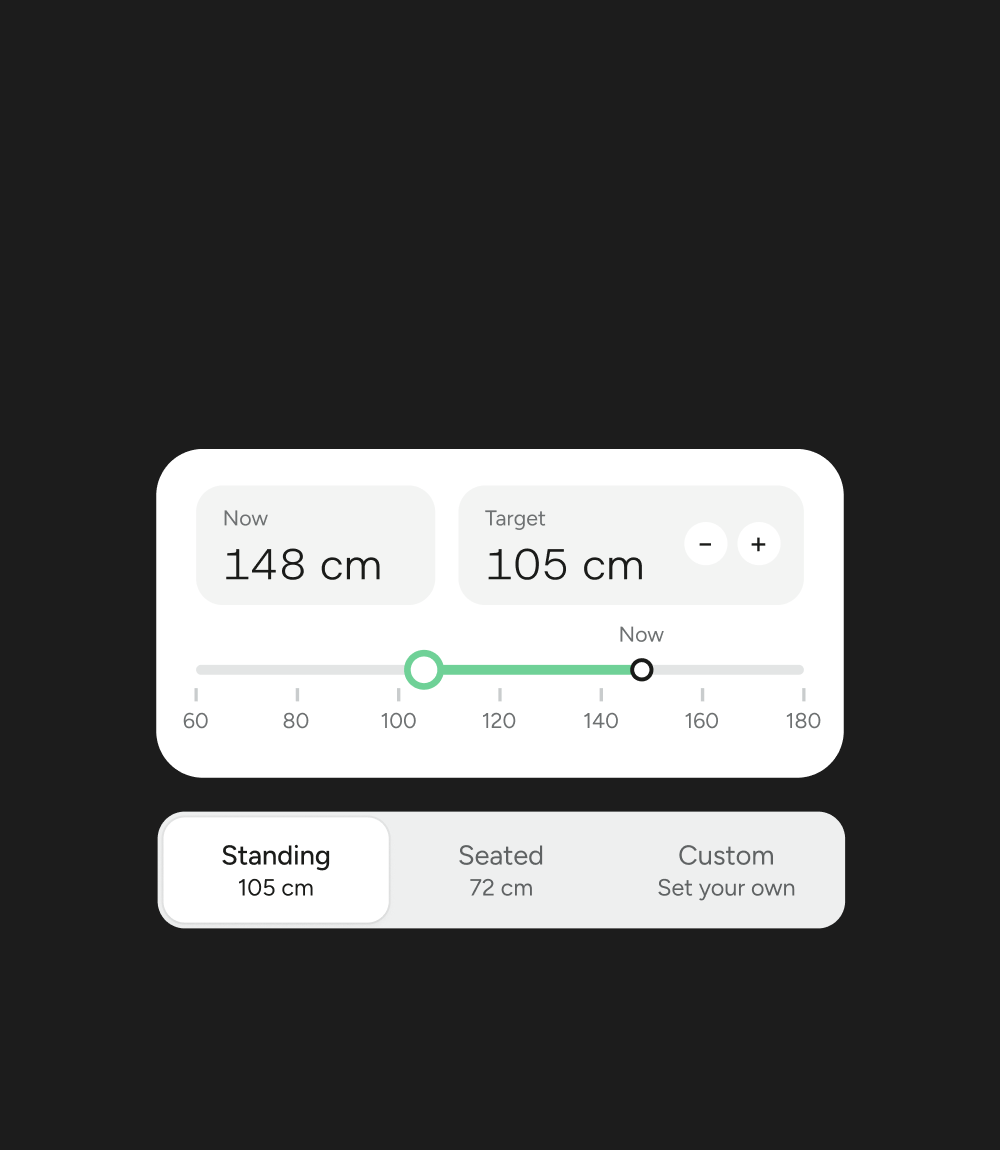 Now
148 cm
Target
105 cm
−
+
Now
60 80 100 120 140 160 180
Standing
105 cm
Seated
72 cm
Custom
Set your own